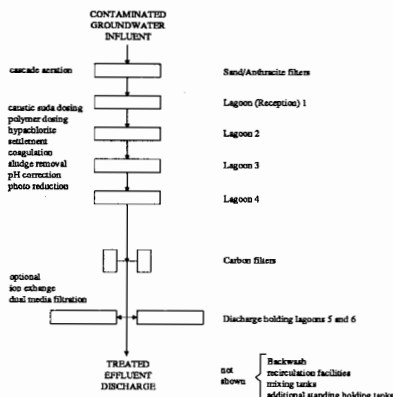 CONTAMINATED
GROUNDWATER
INFLUENT
cascade aeration
Sand/Anthracite filters
Lagoon (Reception) 1
caustic suda dosing
polymer dosing
hypochlorite
settlement
coagulation
sludge removal
pH correction
photo reduction
Lagoon 2
Lagoon 3
Lagoon 4
Carbon filters
optional
ion exhange
dual media filtration
Discharge holding lagoons 5 and 6
TREATED
EFFLUENT
DISCHARGE
not
shown
Backwash
recirculation facilities
mixing tanks
additional standing holding tanks